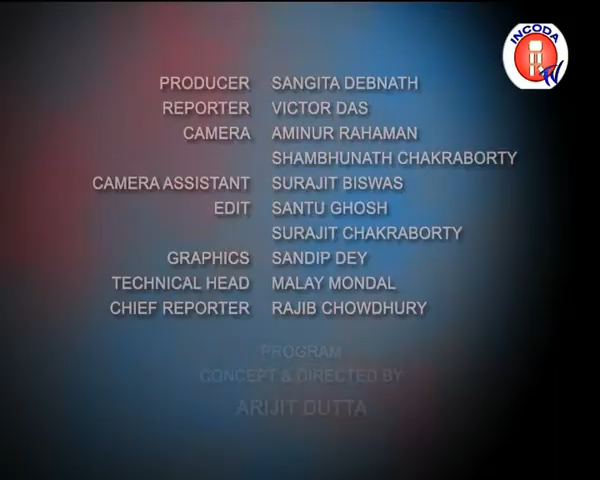 INCODA
TV
PRODUCER SANGITA DEBNATH
REPORTER VICTOR DAS
CAMERA AMINUR RAHAMAN
SHAMBHUNATH CHAKRABORTY
CAMERA ASSISTANT SURAJIT BISWAS
EDIT SANTU GHOSH
SURAJIT CHAKRABORTY
GRAPHICS SANDIP DEY
TECHNICAL HEAD MALAY MONDAL
CHIEF REPORTER RAJIB CHOWDHURY
PROGRAM
CONCEPT & DIRECTED BY
ARIJIT DUTTA